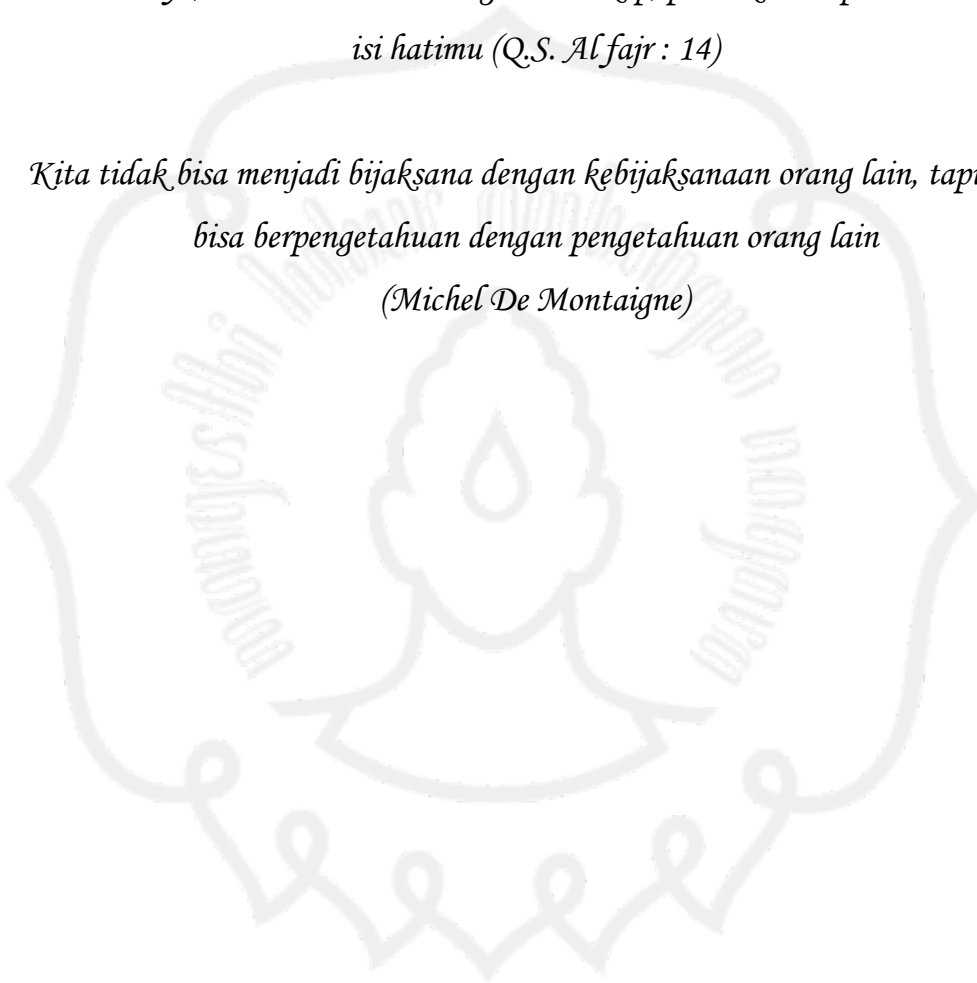 isi hatimu (Q.S. Al fajr : 14)
Kita tidak bisa menjadi bijaksana dengan kebijaksanaan orang lain, tapi
bisa berpengetahuan dengan pengetahuan orang lain
(Michel De Montaigne)